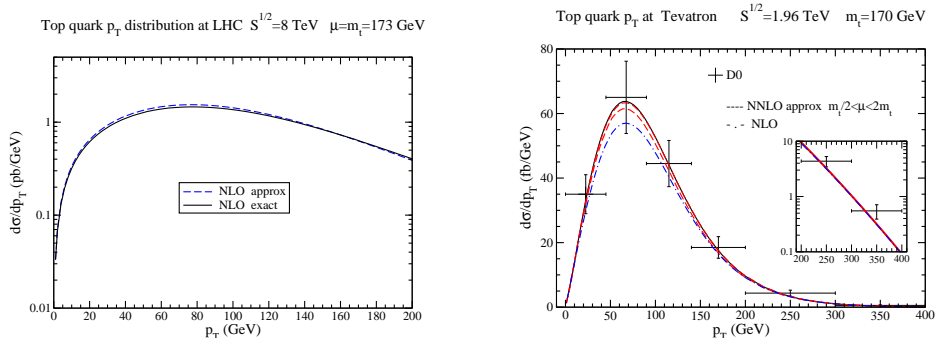 Top quark p_T distribution at LHC S^1/2=8 TeV μ=m_t=173 GeV
dσ/dp_T (pb/GeV)
1
0.1
0.01
NLO approx
NLO exact
0 20 40 60 80 100 120 140 160 180 200
p_T (GeV)
Top quark p_T at Tevatron S^1/2=1.96 TeV m_t=170 GeV
dσ/dp_T (fb/GeV)
80
60
40
20
0
D0
NNLO approx m_t/2<μ<2m_t
NLO
10
1
0.1
200 250 300 350 400
0 50 100 150 200 250 300 350 400
p_T (GeV)